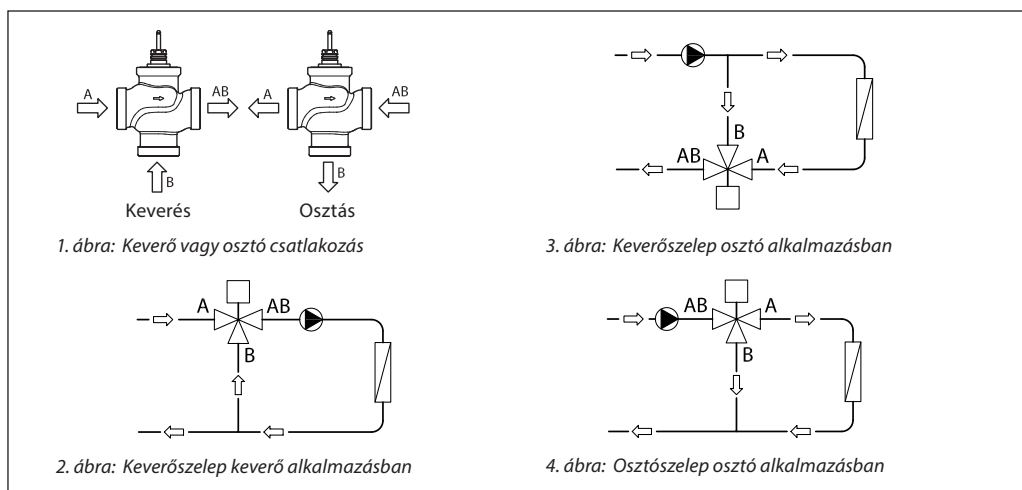 A
AB
B
Keverés
A
AB
B
Osztás
1. ábra: Keverő vagy osztó csatlakozás
B
AB
A
3. ábra: Keverőszelep osztó alkalmazásban
A
AB
B
2. ábra: Keverőszelep keverő alkalmazásban
AB
A
B
4. ábra: Osztószelep osztó alkalmazásban